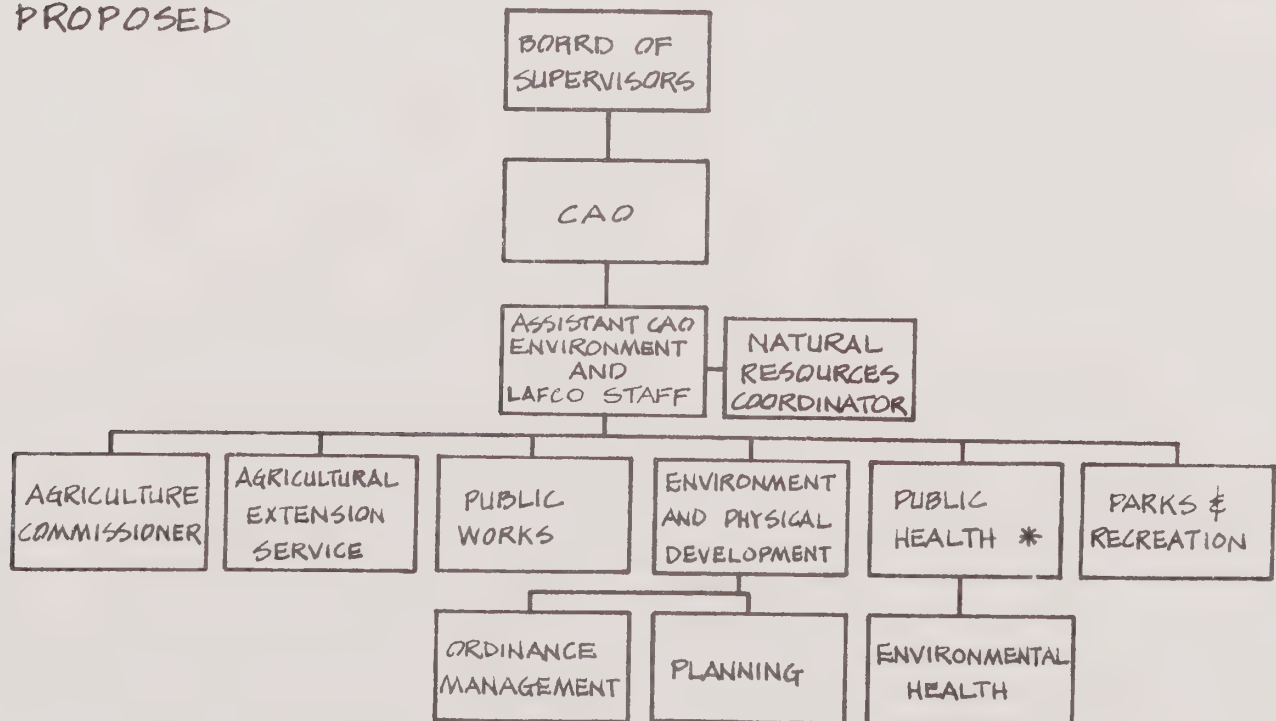 PROPOSED
BOARD OF
SUPERVISORS
CAO
ASSISTANT CAO
ENVIRONMENT
AND
LAFCO STAFF
NATURAL
RESOURCES
COORDINATOR
AGRICULTURE
COMMISSIONER
AGRICULTURAL
EXTENSION
SERVICE
PUBLIC
WORKS
ENVIRONMENT
AND PHYSICAL
DEVELOPMENT
PUBLIC
HEALTH *
PARKS &
RECREATION
ORDINANCE
MANAGEMENT
PLANNING
ENVIRONMENTAL
HEALTH